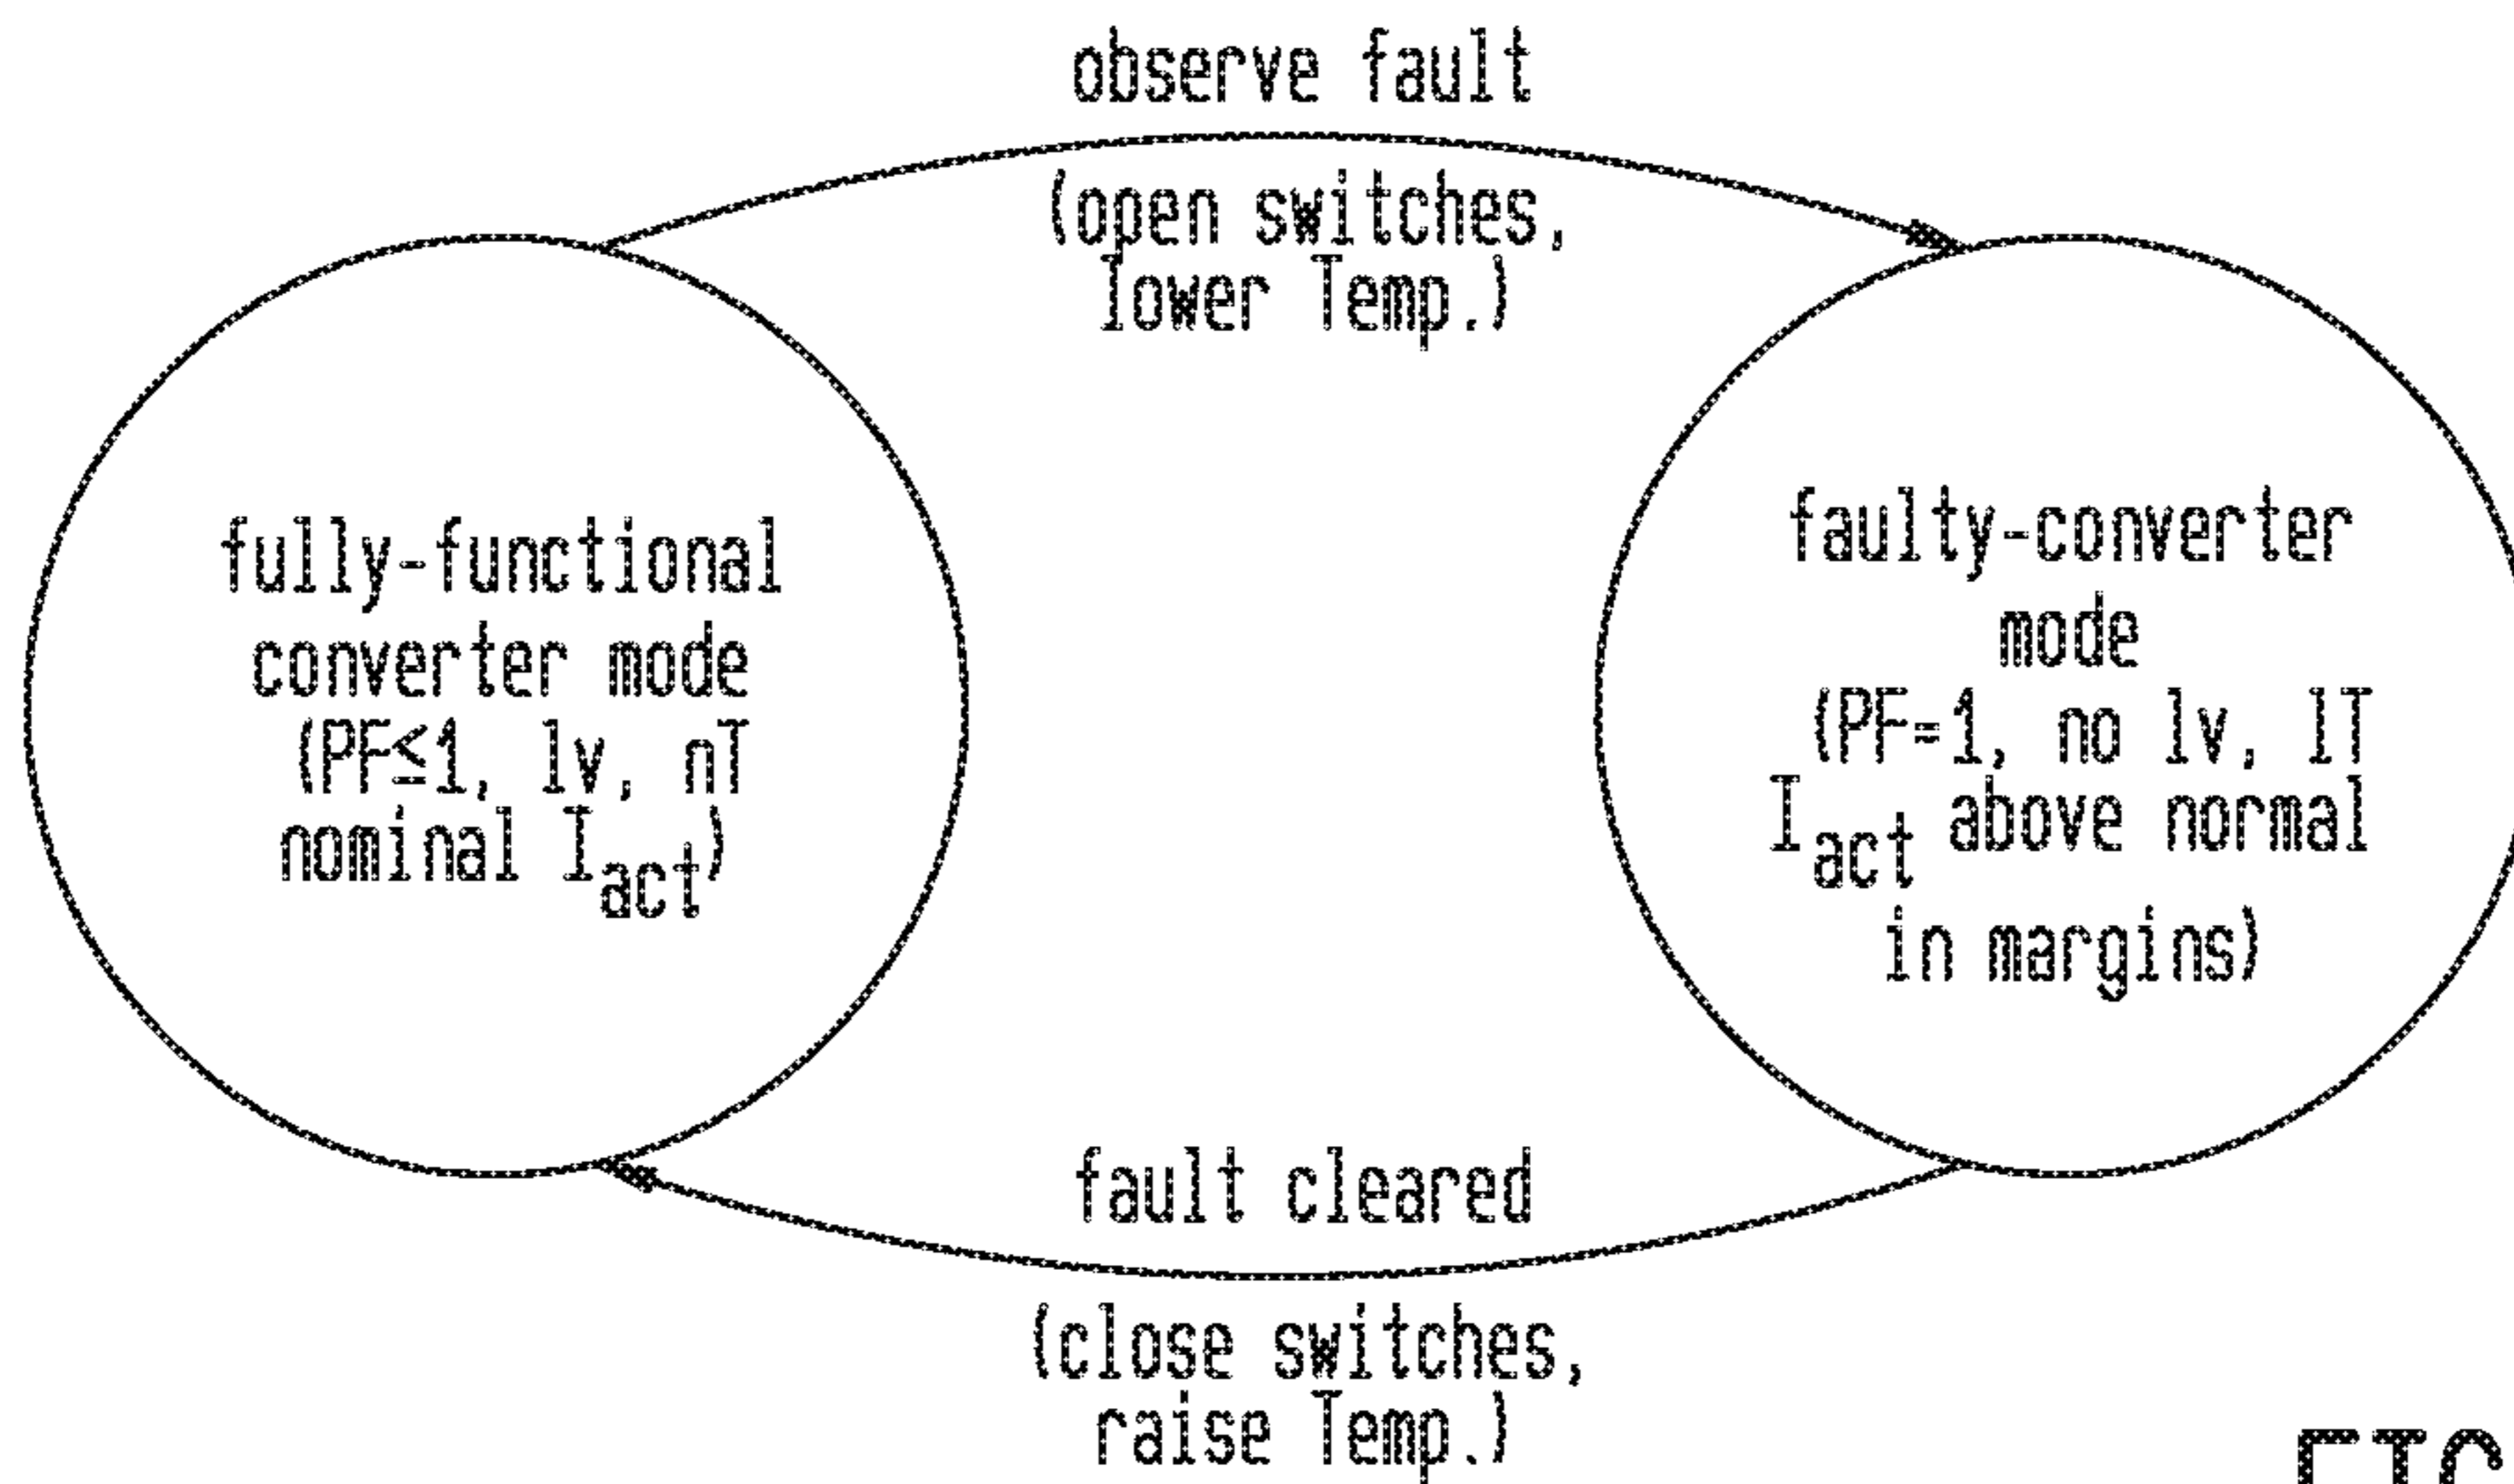 observe fault
(open switches,
lower Temp.)
fully-functional
converter mode
(PF≤1, lv, nT
nominal Iact)
faulty-converter
mode
(PF=1, no lv, lT
Iact above normal
in margins)
fault cleared
(close switches,
raise Temp.)